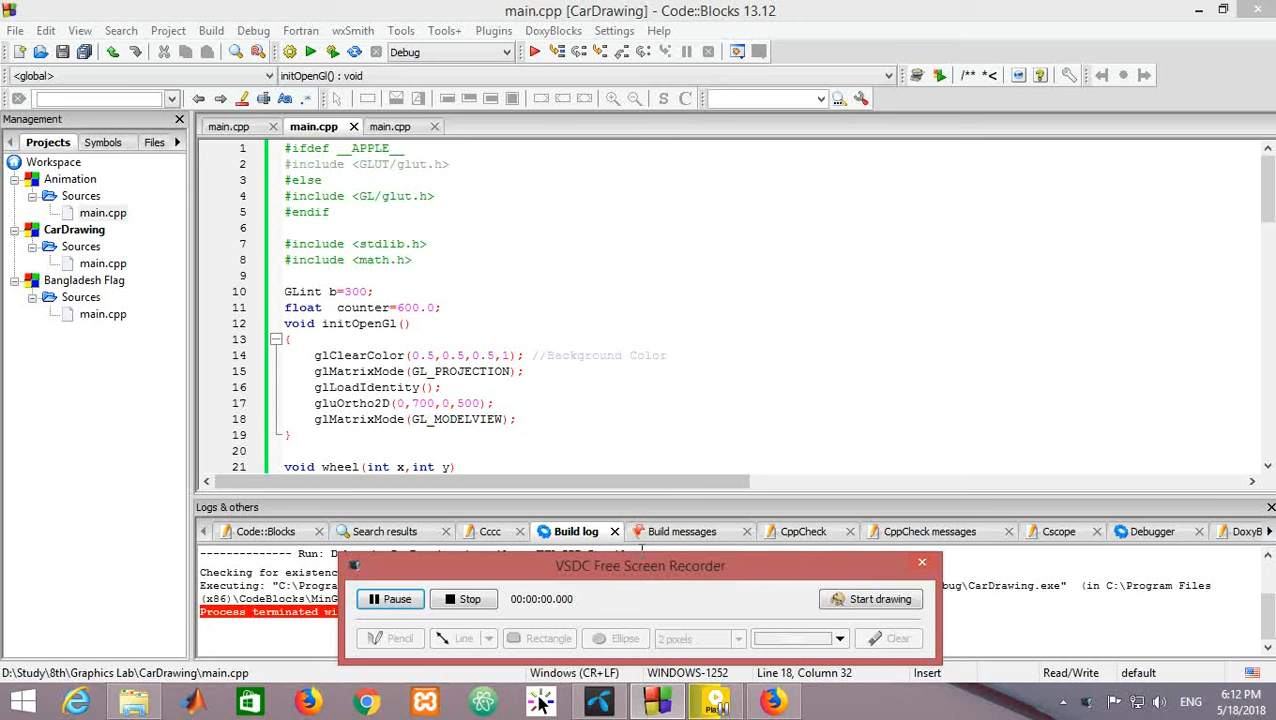 main.cpp [CarDrawing] - Code::Blocks 13.12
File Edit View Search Project Build Debug Fortran wxSmith Tools Tools+ Plugins DoxyBlocks Settings Help
Debug
<global> initOpenGl() : void /** *<
S C
Management
Projects Symbols Files
main.cpp main.cpp main.cpp
Workspace
Animation
Sources
main.cpp
CarDrawing
Sources
main.cpp
Bangladesh Flag
Sources
main.cpp
1 #ifdef __APPLE__
2 #include <GLUT/glut.h>
3 #else
4 #include <GL/glut.h>
5 #endif
6
7 #include <stdlib.h>
8 #include <math.h>
9
10 GLint b=300;
11 float counter=600.0;
12 void initOpenGl()
13 {
14 glClearColor(0.5,0.5,0.5,1); //Background Color
15 glMatrixMode(GL_PROJECTION);
16 glLoadIdentity();
17 gluOrtho2D(0,700,0,500);
18 glMatrixMode(GL_MODELVIEW);
19 }
20
21 void wheel(int x,int y)
Logs & others
Code::Blocks Search results Cccc Build log Build messages CppCheck CppCheck messages Cscope Debugger DoxyB
-------------- Run:
Checking for existenc
Executing: "C:\Prog bug\CarDrawing.exe" (in C:\Program Files
(x86)\CodeBlocks\MinG
Process terminated wi
VSDC Free Screen Recorder
Pause Stop 00:00:00.000 Start drawing
Pencil Line Rectangle Ellipse 2 pixels Clear
D:\Study\8th\Graphics Lab\CarDrawing\main.cpp Windows (CR+LF) WINDOWS-1252 Line 18, Column 32 Insert Read/Write default
ENG
6:12 PM
5/18/2018